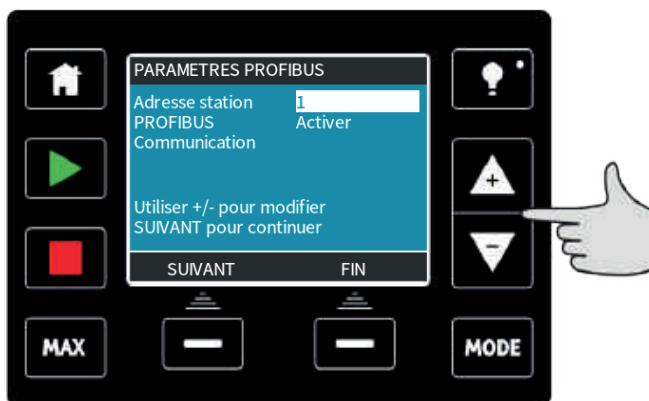 PARAMETRES PROFIBUS
Adresse station 1
PROFIBUS Activer
Communication
Utiliser +/- pour modifier
SUIVANT pour continuer
SUIVANT FIN
+
-
MAX
MODE